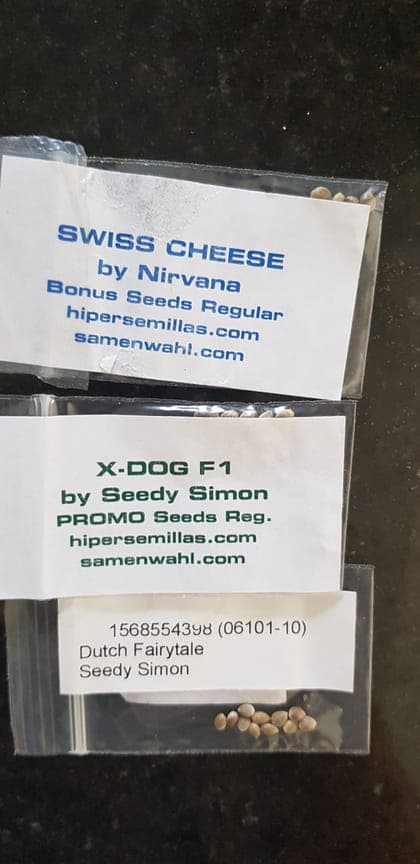 SWISS CHEESE
by Nirvana
Bonus Seeds Regular
hipersemillas.com
samenwahl.com
X-DOG F1
by Seedy Simon
PROMO Seeds Reg.
hipersemillas.com
samenwahl.com
1568554398 (06101-10)
Dutch Fairytale
Seedy Simon